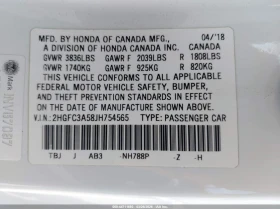 MFD. BY HONDA OF CANADA MFG., 04/'18
A DIVISION OF HONDA CANADA INC. CANADA
GVWR 3836LBS GAWR F 2039LBS R 1808LBS
GVWR 1740KG GAWR F 925KG R 820KG
THIS VEHICLE CONFORMS TO ALL APPLICABLE
FEDERAL MOTOR VEHICLE SAFETY, BUMPER,
AND THEFT PREVENTION STANDARDS IN EFFECT
ON THE DATE OF MANUFACTURE SHOWN ABOVE.
V.I.N: 2HGFC3A58JH754565 TYPE: PASSENGER CAR
TBJ J AB3 -NH788P -Z -H